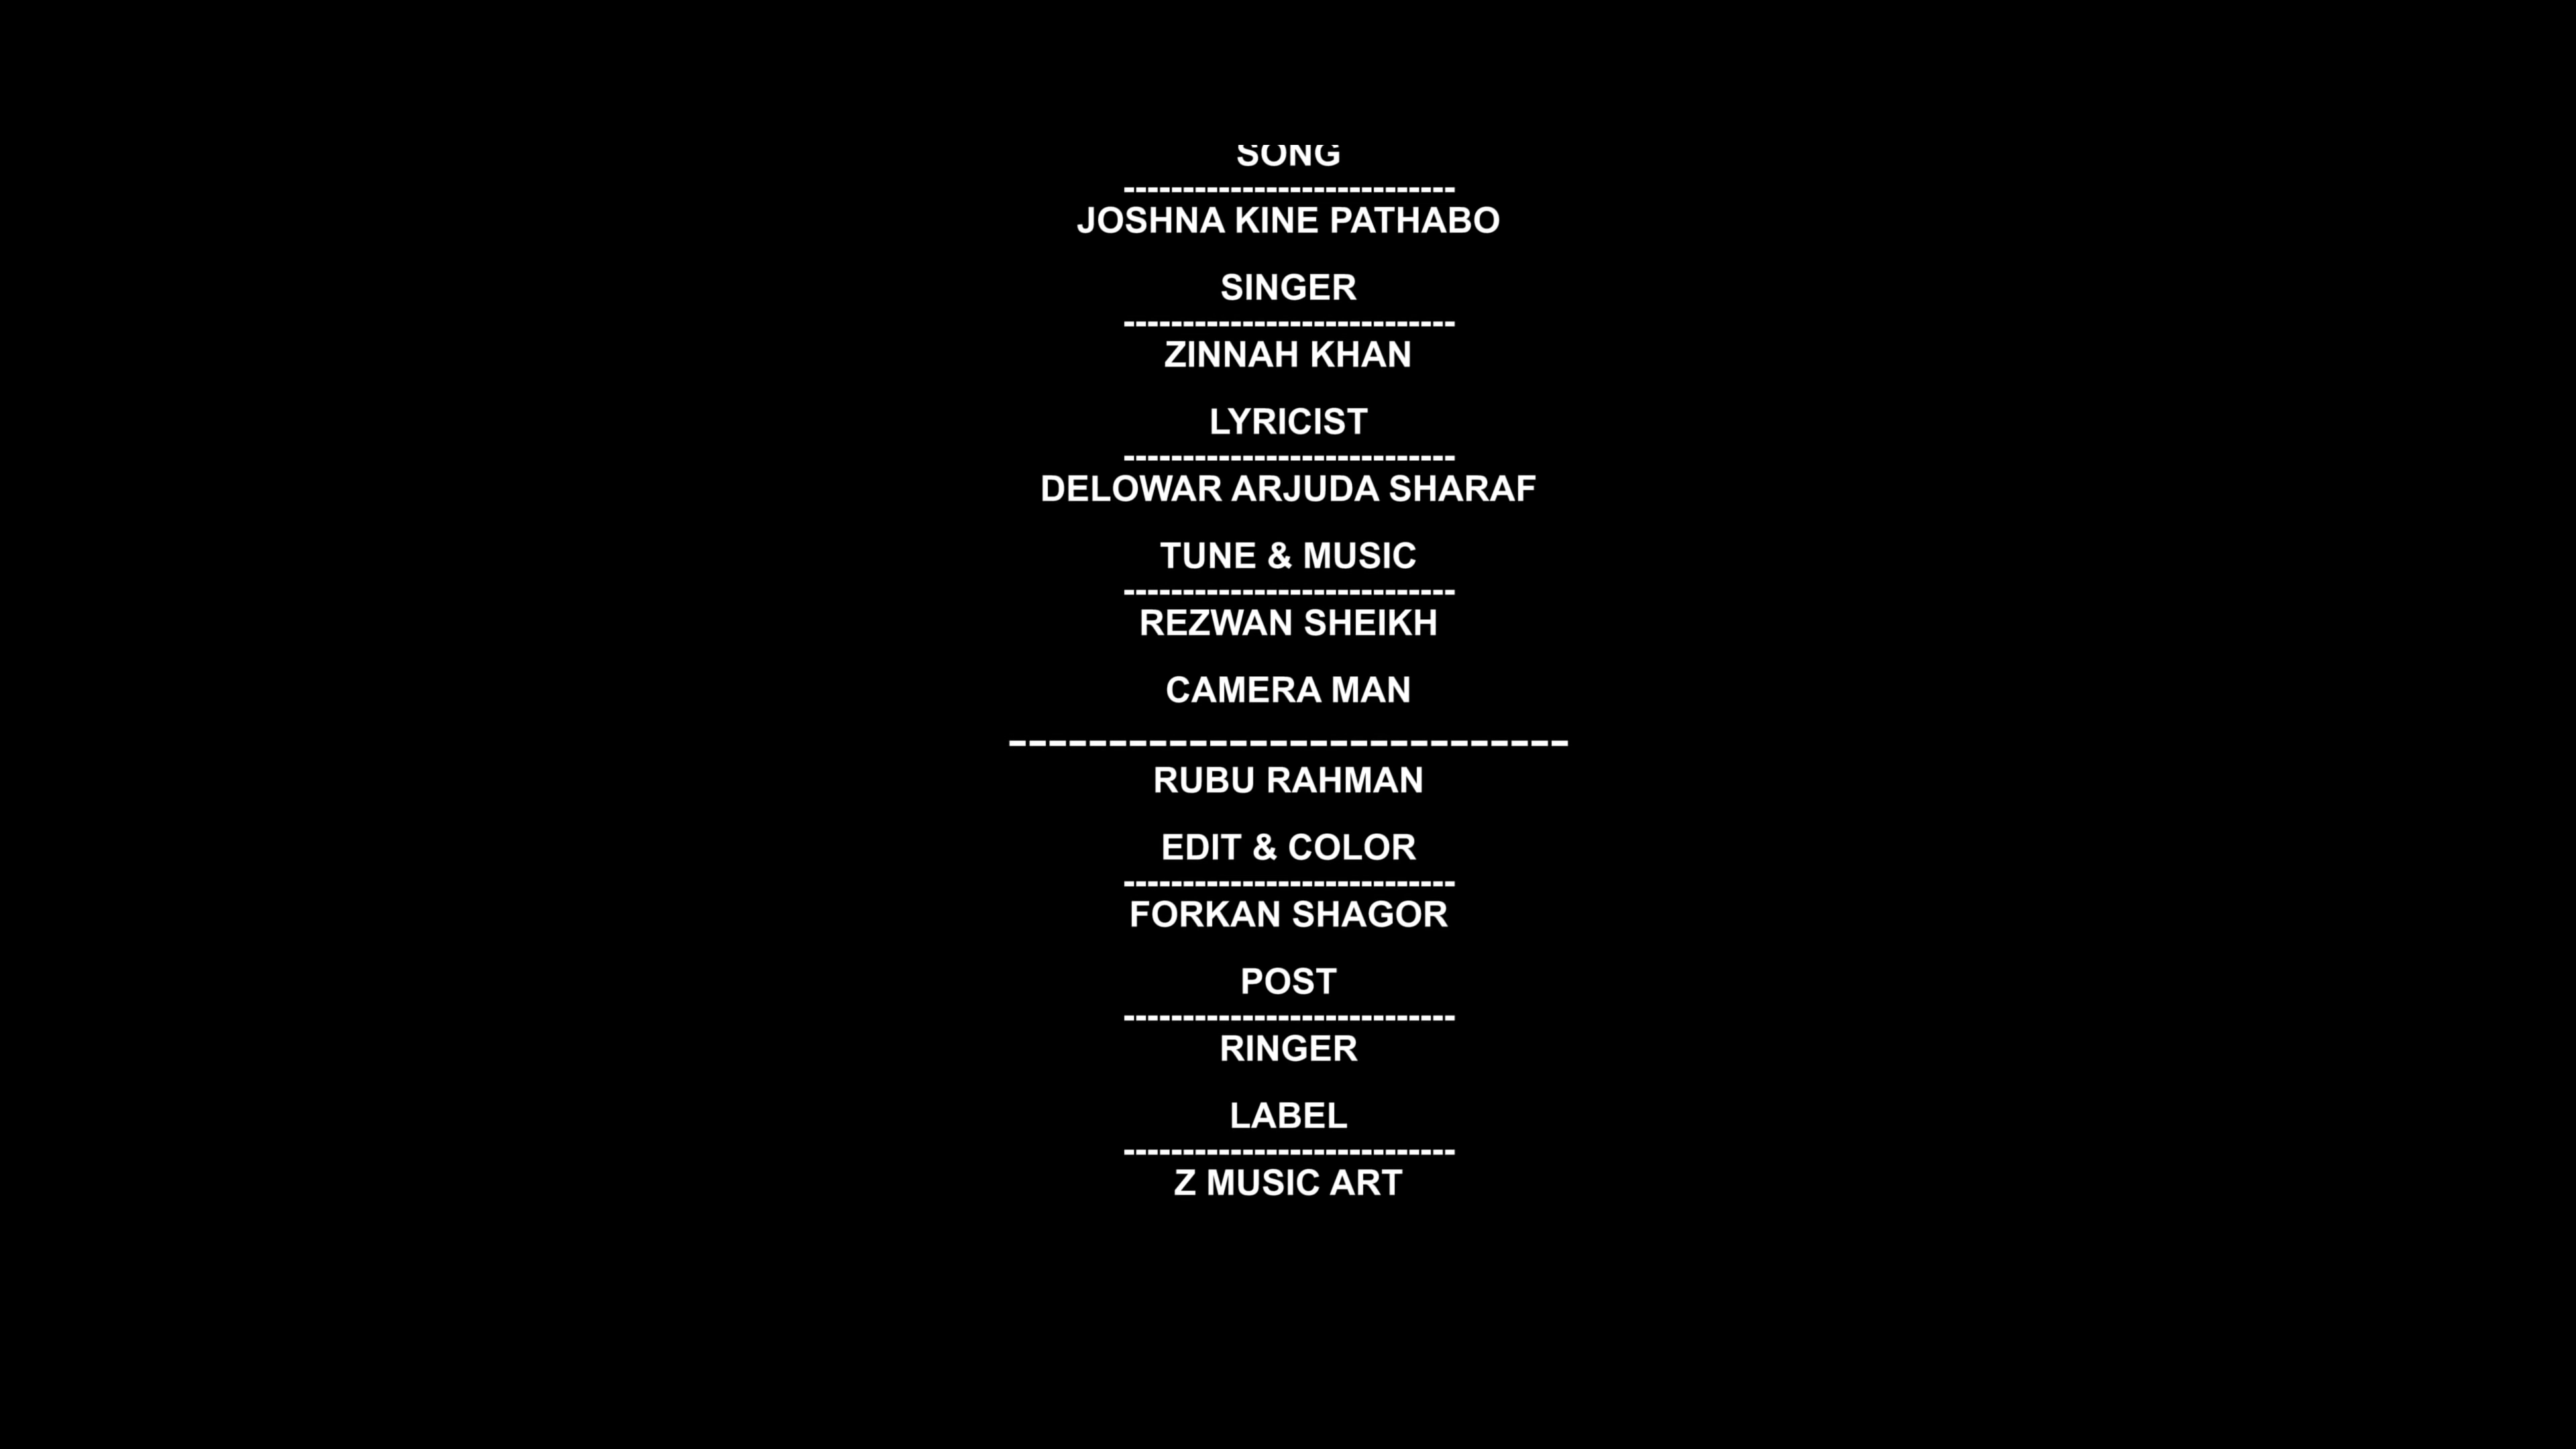 SONG
---------------------------
JOSHNA KINE PATHABO
SINGER
---------------------------
ZINNAH KHAN
LYRICIST
---------------------------
DELOWAR ARJUDA SHARAF
TUNE & MUSIC
---------------------------
REZWAN SHEIKH
CAMERA MAN
----------------------------
RUBU RAHMAN
EDIT & COLOR
---------------------------
FORKAN SHAGOR
POST
---------------------------
RINGER
LABEL
---------------------------
Z MUSIC ART